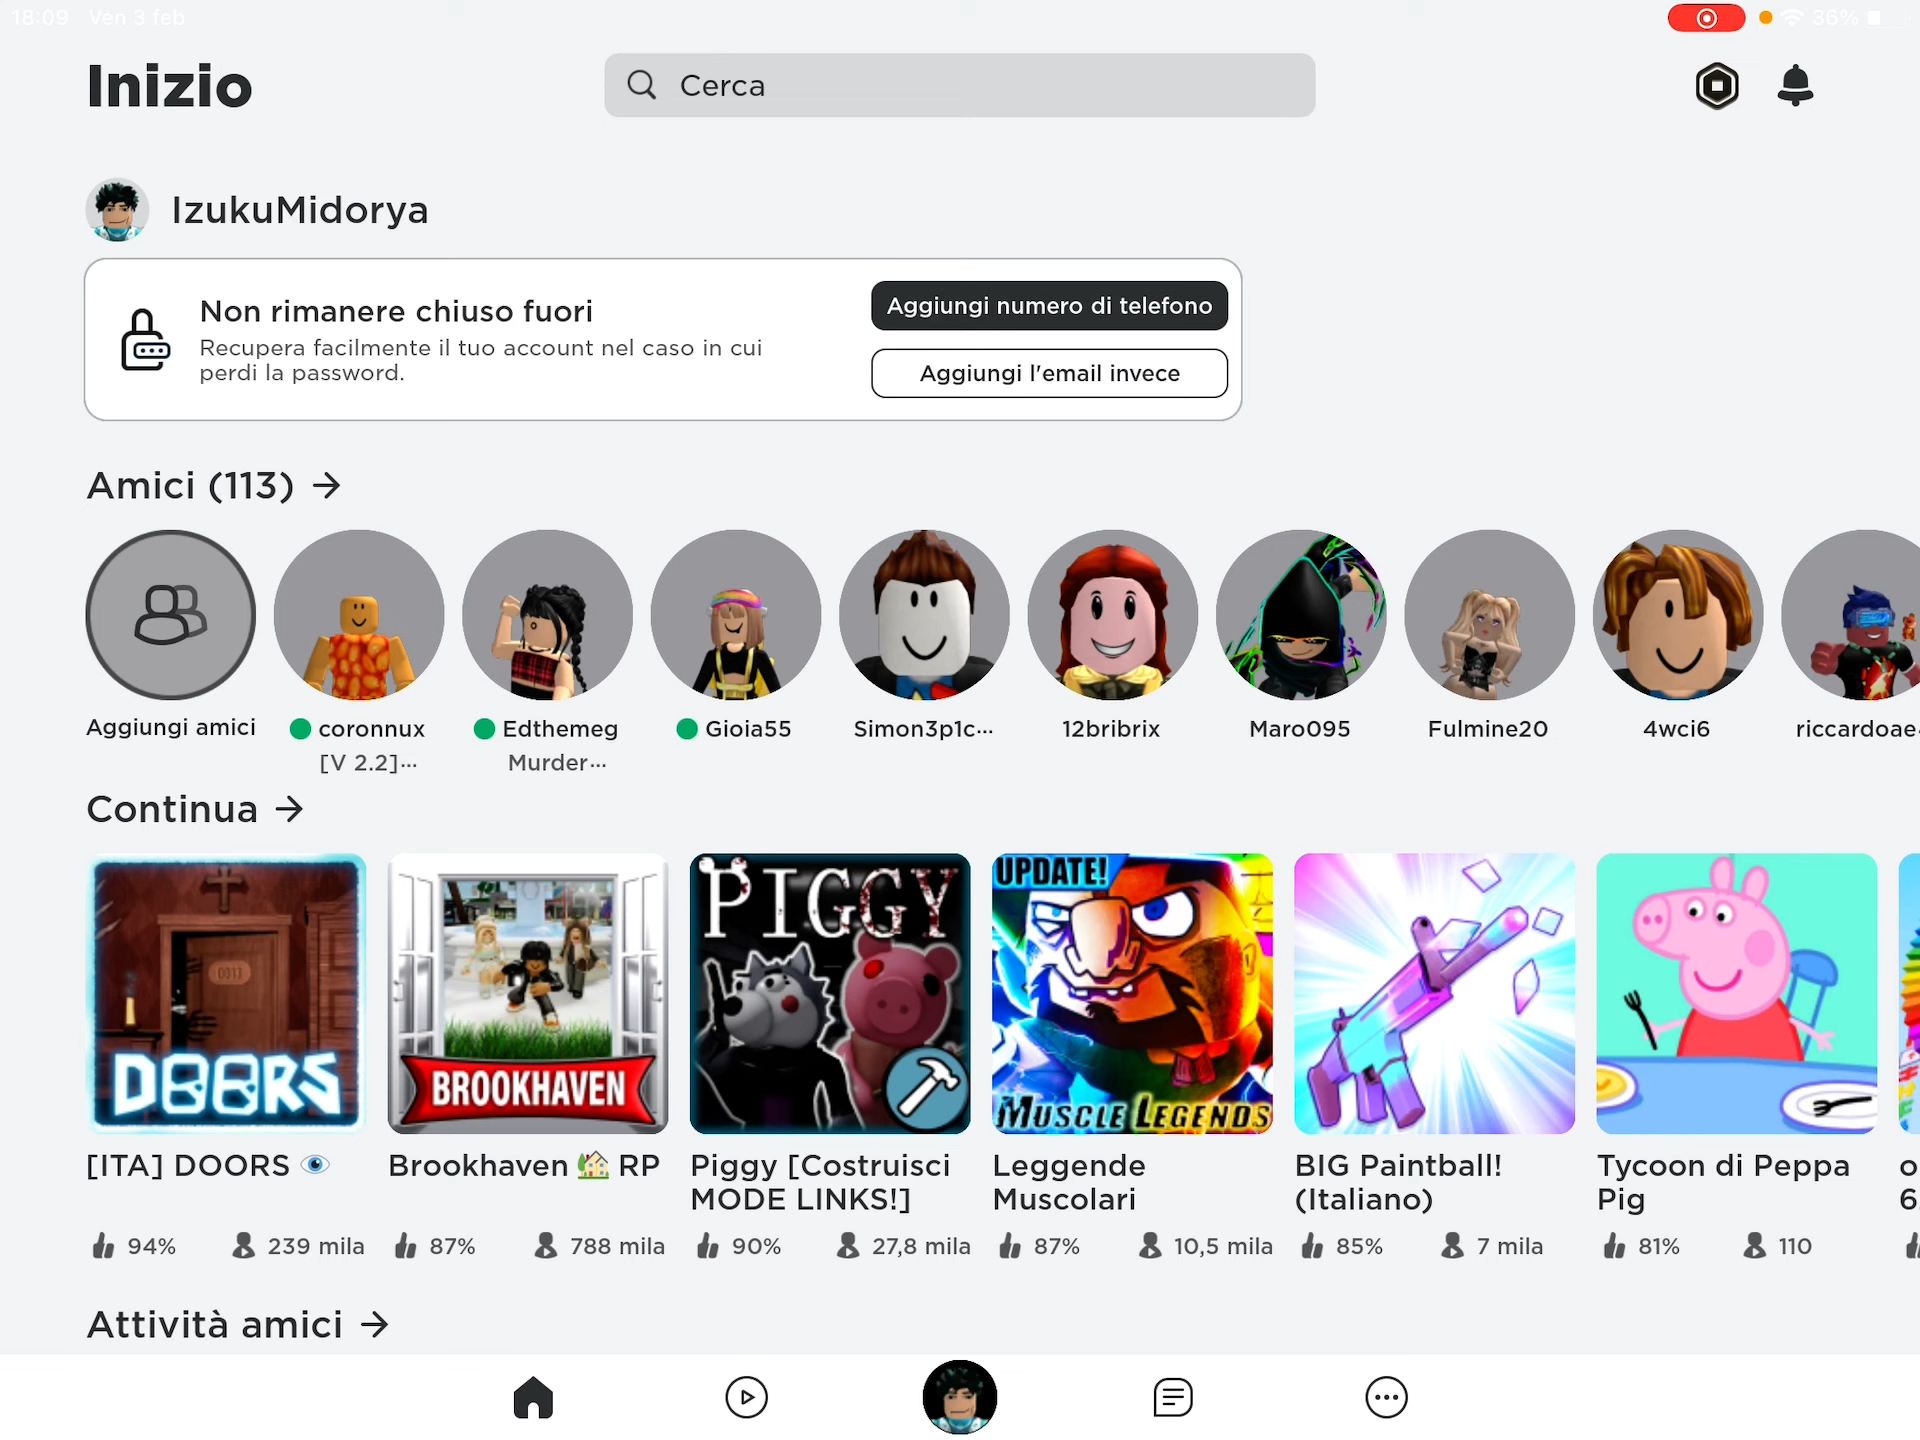 18:09 Ven 3 feb
36%
Inizio
Cerca
IzukuMidorya
Non rimanere chiuso fuori
Recupera facilmente il tuo account nel caso in cui
perdi la password.
Aggiungi numero di telefono
Aggiungi l'email invece
Amici (113) →
Aggiungi amici
coronnux
[V 2.2]...
Edthemeg
Murder...
Gioia55
Simon3p1c...
12bribrix
Maro095
Fulmine20
4wci6
riccardoae
Continua →
0013
DOORS
BROOKHAVEN
PIGGY
UPDATE!
MUSCLE LEGENDS
[ITA] DOORS 👁️
94% 239 mila
Brookhaven 🏡 RP
87% 788 mila
Piggy [Costruisci
MODE LINKS!]
90% 27,8 mila
Leggende
Muscolari
87% 10,5 mila
BIG Paintball!
(Italiano)
85% 7 mila
Tycoon di Peppa
Pig
81% 110
Attività amici →